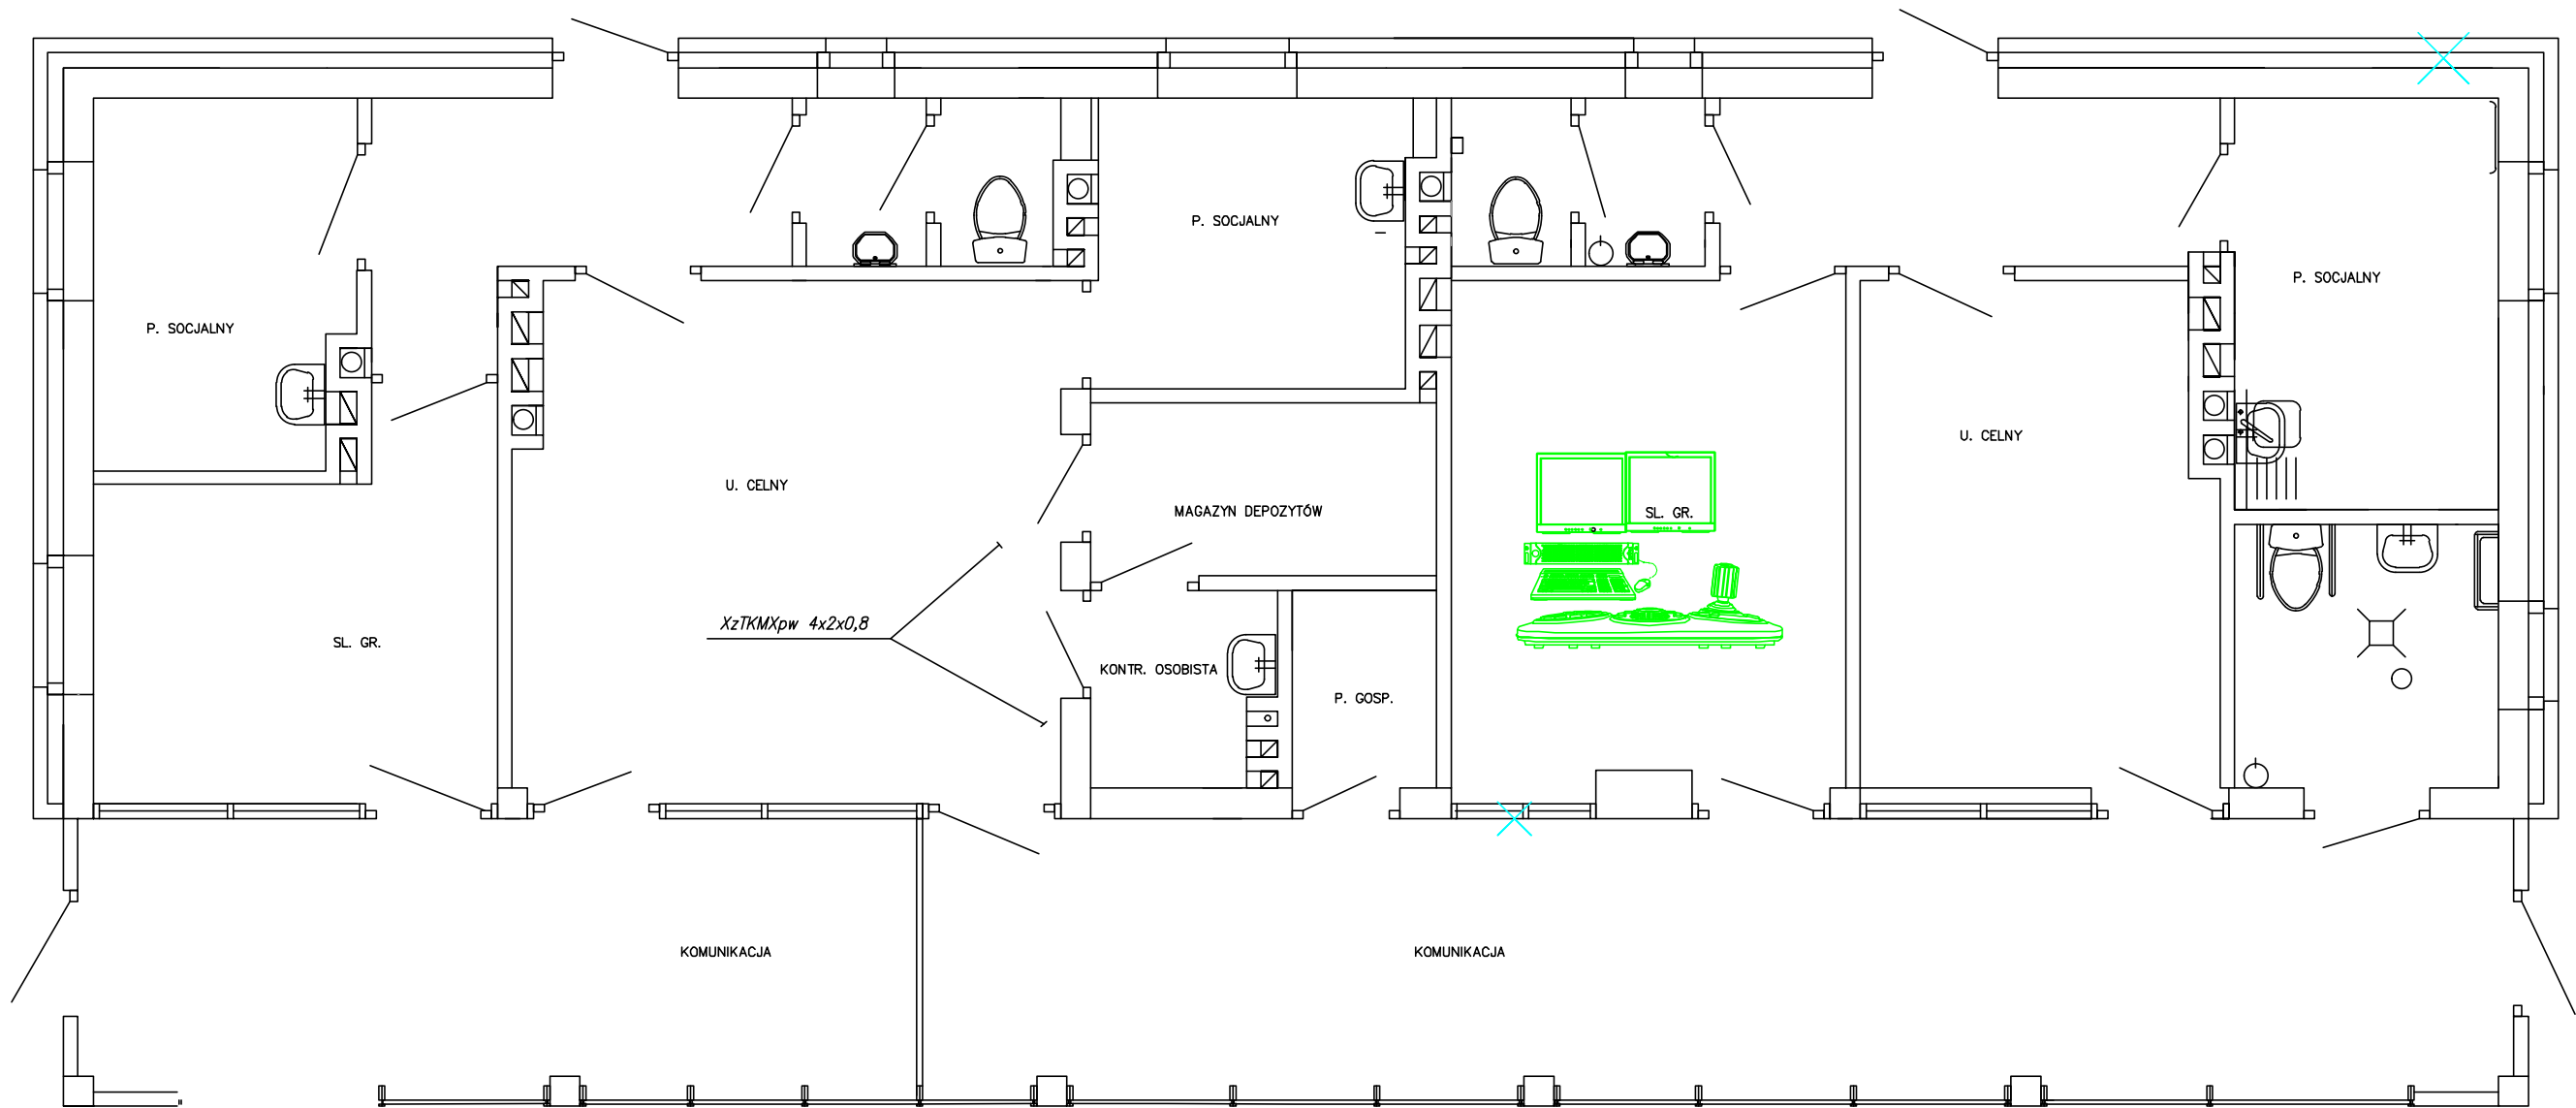 P. SOCJALNY
P. SOCJALNY
P. SOCJALNY
U. CELNY
U. CELNY
MAGAZYN DEPOZYTÓW
SL. GR.
XzTKMXpw 4x2x0,8
SL. GR.
KONTR. OSOBISTA
P. GOSP.
KOMUNIKACJA
KOMUNIKACJA